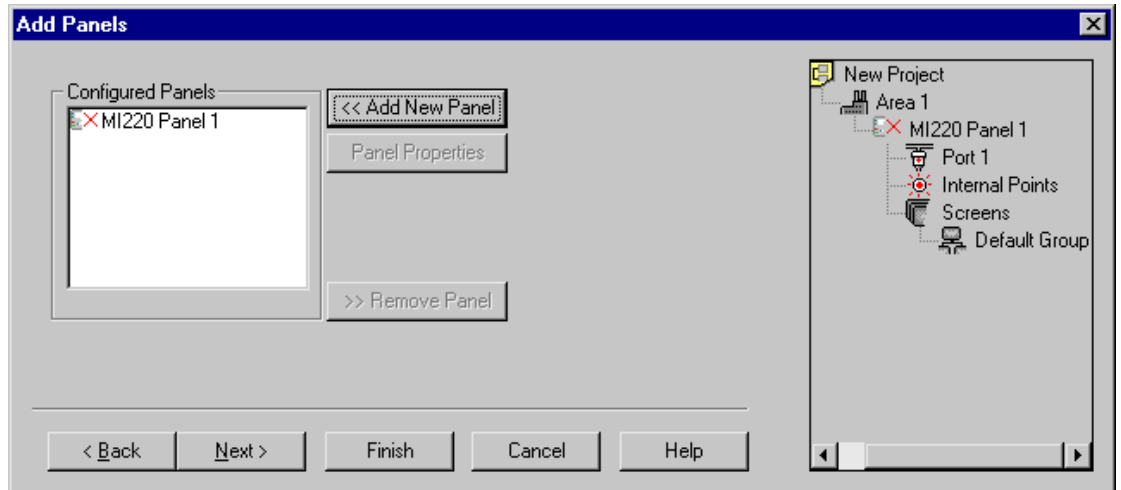 Add Panels
Configured Panels
MI220 Panel 1
<< Add New Panel
Panel Properties
>> Remove Panel
< Back
Next >
Finish
Cancel
Help
New Project
Area 1
MI220 Panel 1
Port 1
Internal Points
Screens
Default Group